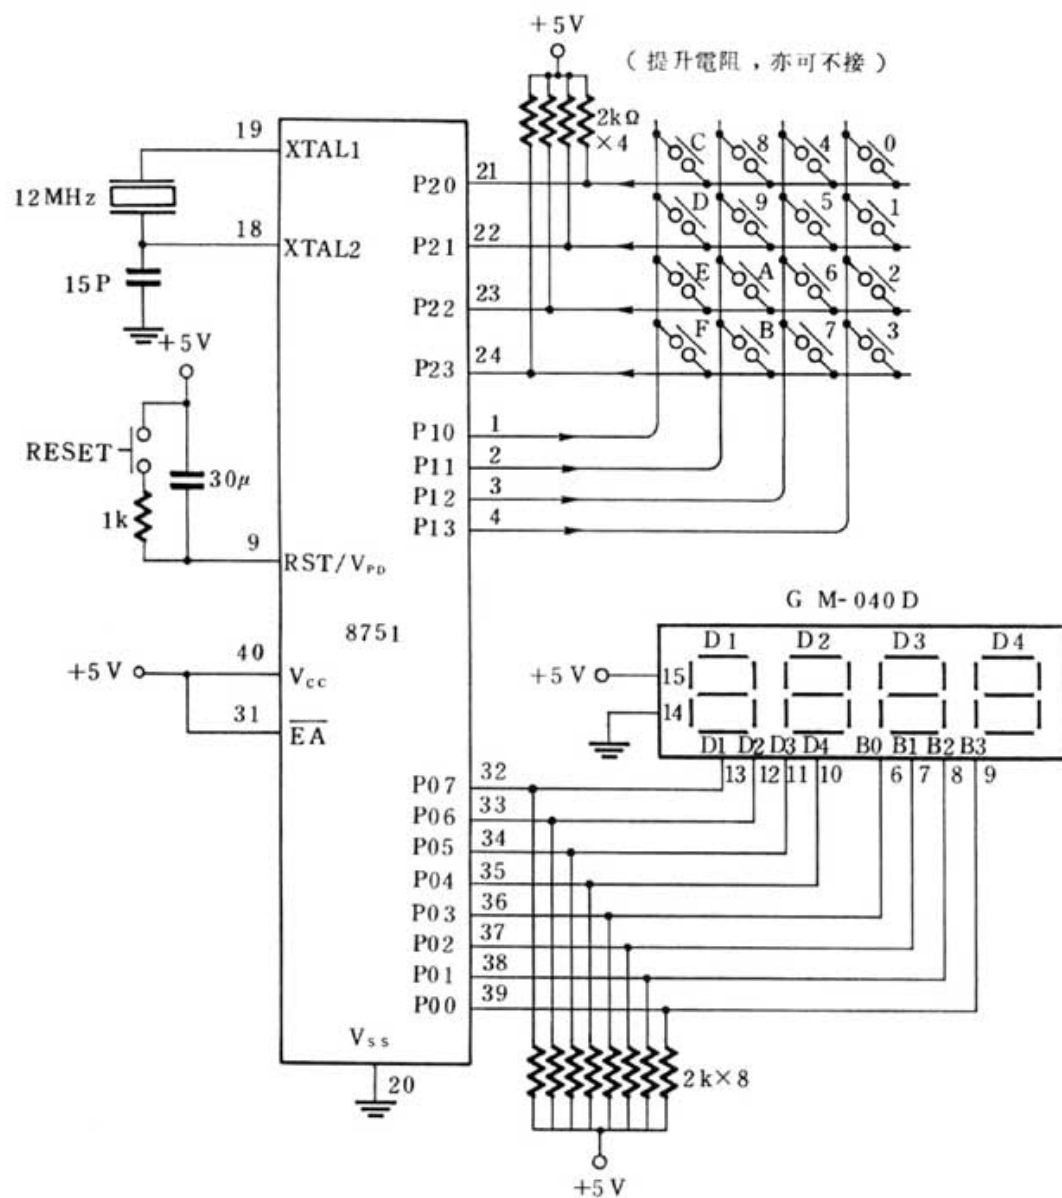 +5V
(提升電阻,亦可不接)
2kΩ
×4
19
XTAL1
12MHz
18
XTAL2
15P
C 8 4 0
P20 21
D 9 5 1
P21 22
E A 6 2
P22 23
F B 7 3
P23 24
+5V
RESET
30μ
1k
9
RST/VPD
P10 1
P11 2
P12 3
P13 4
8751
40
+5V
Vcc
31
EA
G M-040D
D1 D2 D3 D4
+5V
15
14
D1 D2 D3 D4 B0 B1 B2 B3
13 12 11 10 6 7 8 9
P07 32
P06 33
P05 34
P04 35
P03 36
P02 37
P01 38
P00 39
Vss
20
2k×8
+5V